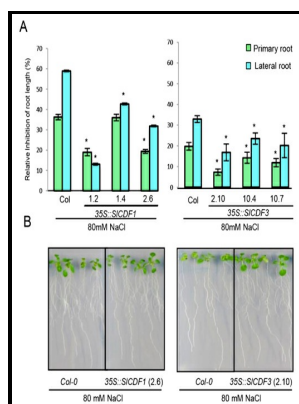 A
Relative Inhibition of root length (%)
70
60
50
40
30
20
10
0
Col
1.2
1.4
2.6
35S::SlCDF1
80mM NaCl
Primary root
Lateral root
70
60
50
40
30
20
10
0
Col
2.10
10.4
10.7
35S::SlCDF3
80mM NaCl
B
Col-0
35S::SlCDF1 (2.6)
80 mM NaCl
Col-0
35S::SlCDF3 (2.10)
80 mM NaCl